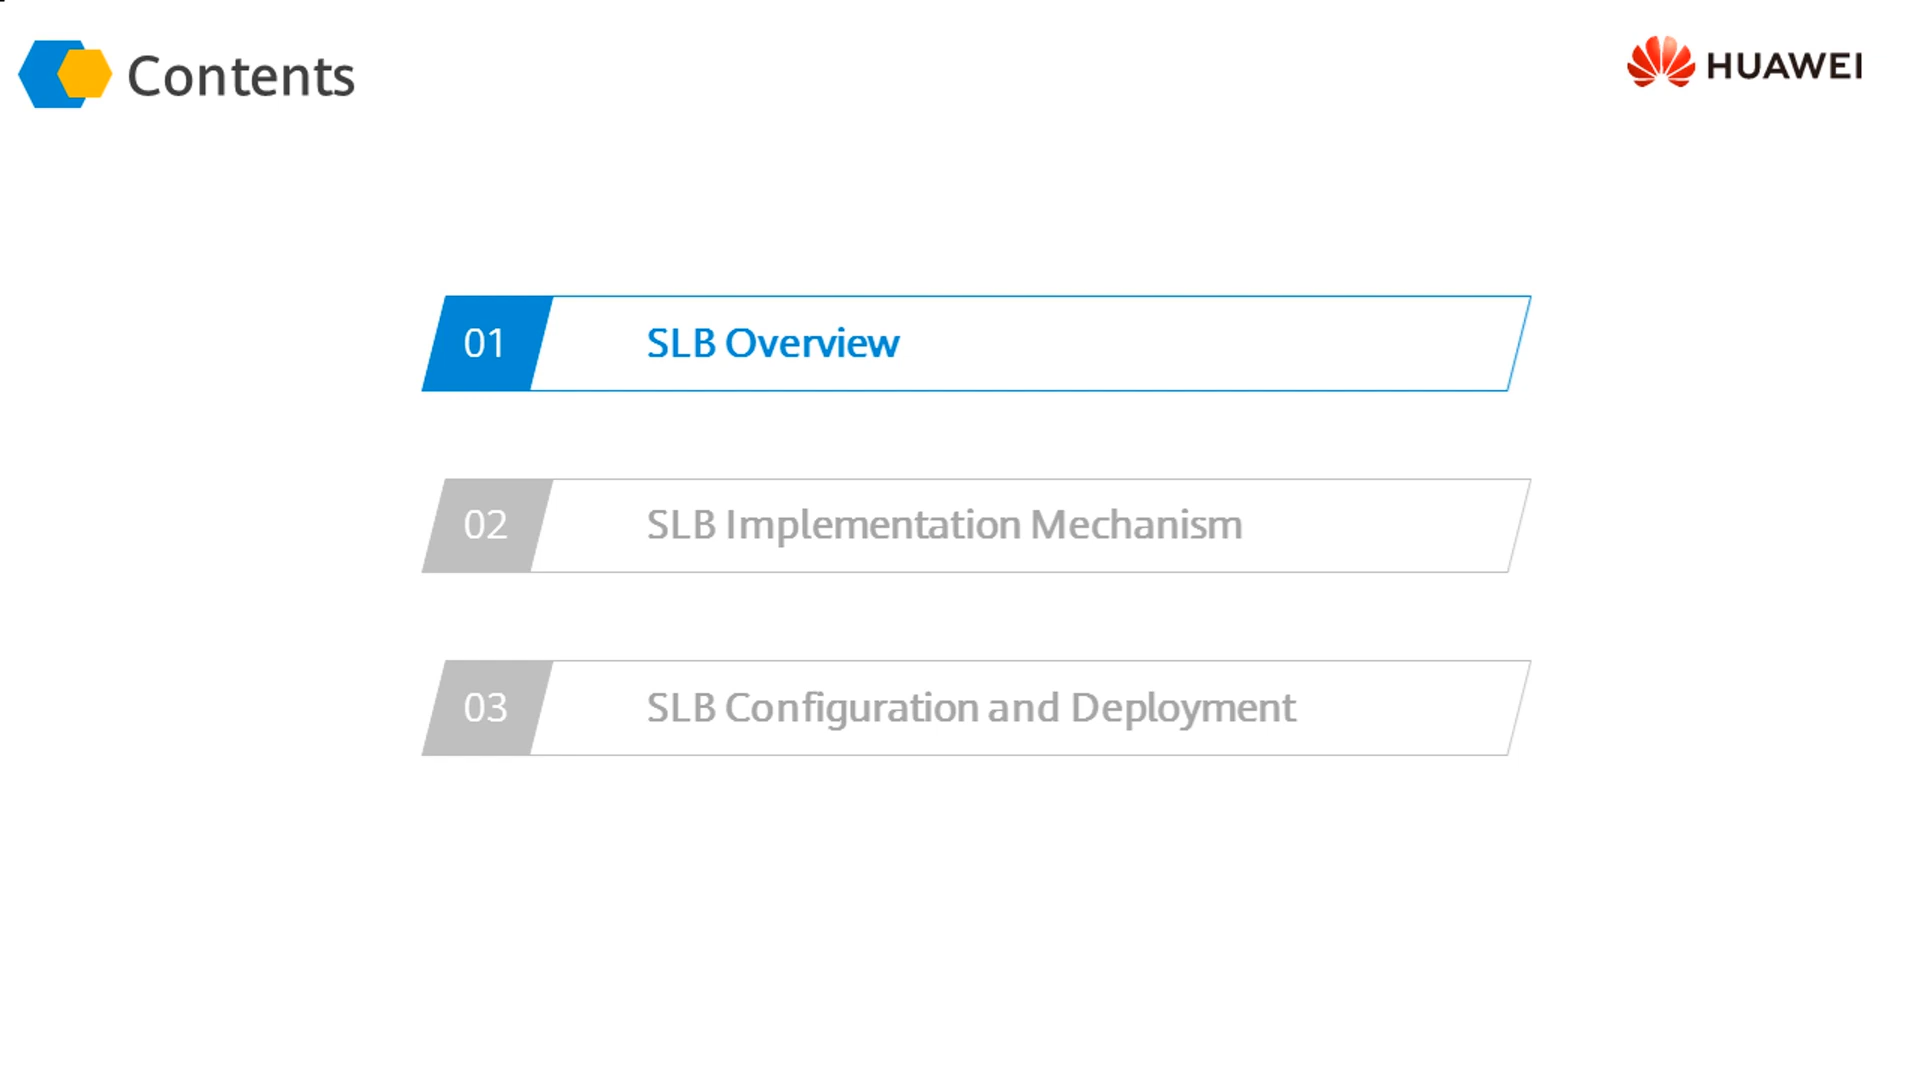 Contents
HUAWEI
01 SLB Overview
02 SLB Implementation Mechanism
03 SLB Configuration and Deployment